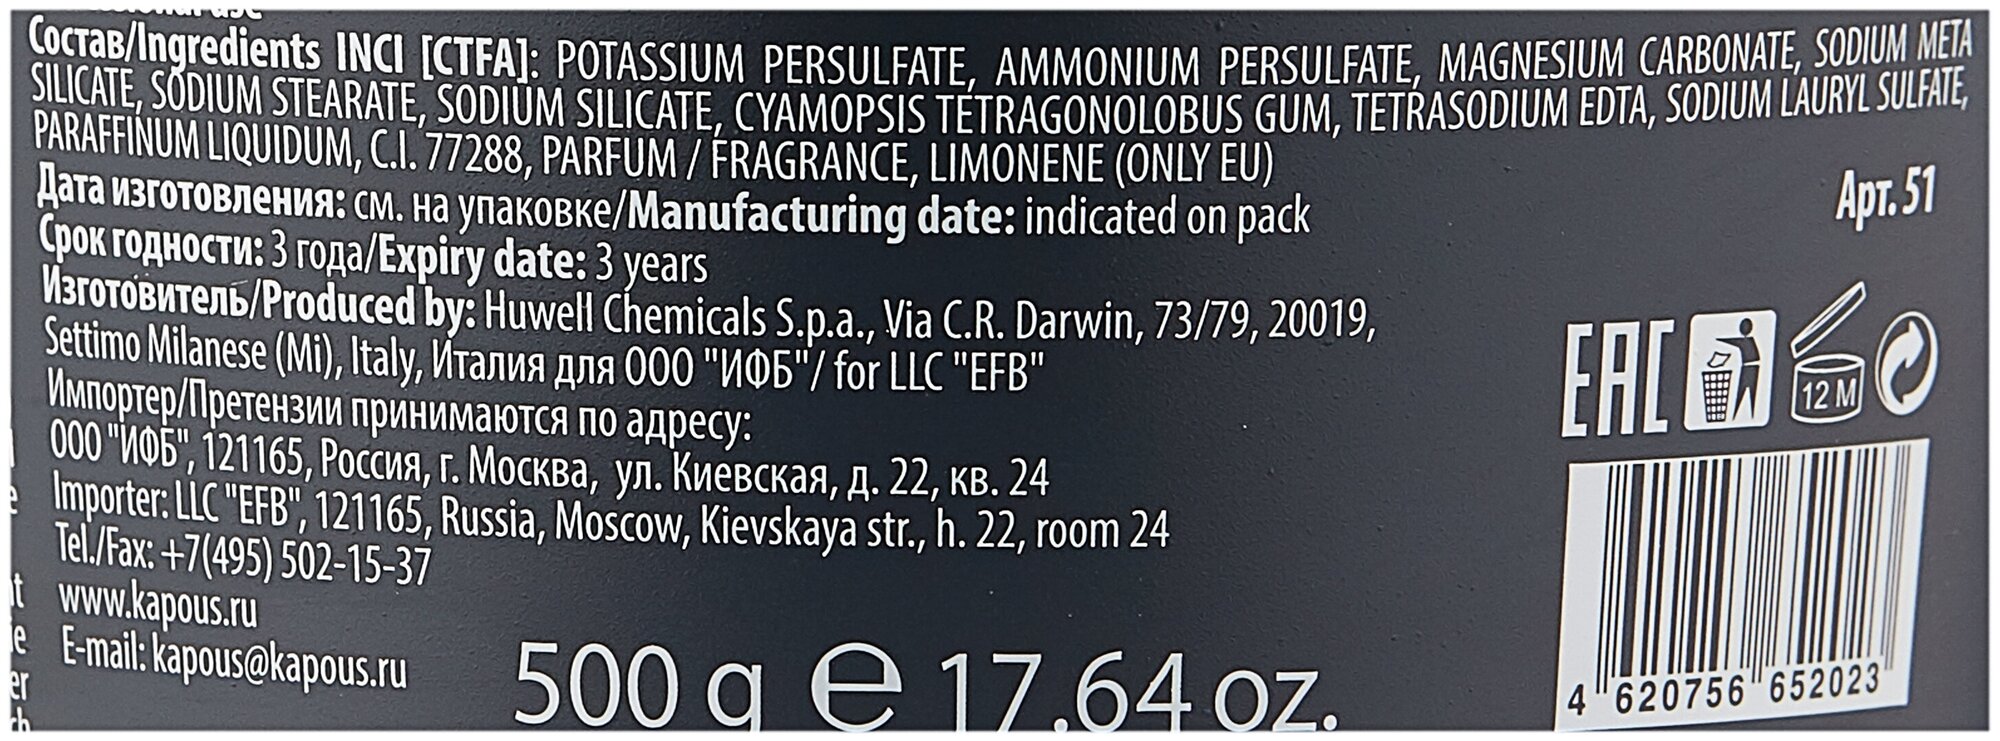 Состав/Ingredients INCI [CTFA]: POTASSIUM PERSULFATE, AMMONIUM PERSULFATE, MAGNESIUM CARBONATE, SODIUM META
SILICATE, SODIUM STEARATE, SODIUM SILICATE, CYAMOPSIS TETRAGONOLOBUS GUM, TETRASODIUM EDTA, SODIUM LAURYL SULFATE,
PARAFFINUM LIQUIDUM, C.I. 77288, PARFUM / FRAGRANCE, LIMONENE (ONLY EU)
Дата изготовления: см. на упаковке/Manufacturing date: indicated on pack
Срок годности: 3 года/Expiry date: 3 years
Изготовитель/Produced by: Huwell Chemicals S.p.a., Via C.R. Darwin, 73/79, 20019,
Settimo Milanese (Mi), Italy, Италия для ООО "ИФБ"/ for LLC "EFB"
Импортер/Претензии принимаются по адресу:
ООО "ИФБ", 121165, Россия, г. Москва, ул. Киевская, д. 22, кв. 24
Importer: LLC "EFB", 121165, Russia, Moscow, Kievskaya str., h. 22, room 24
Tel./Fax: +7(495) 502-15-37
www.kapous.ru
E-mail: kapous@kapous.ru
500 g e 17.64 oz.
Арт. 51
EAC
12 M
4 620756 652023